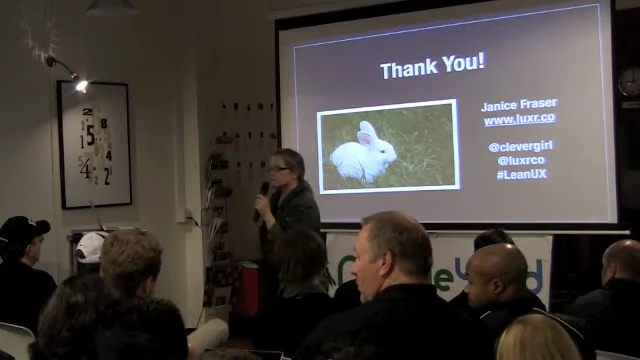 Thank You!
Janice Fraser
www.luxr.co
@clevergirl
@luxrco
#LeanUX